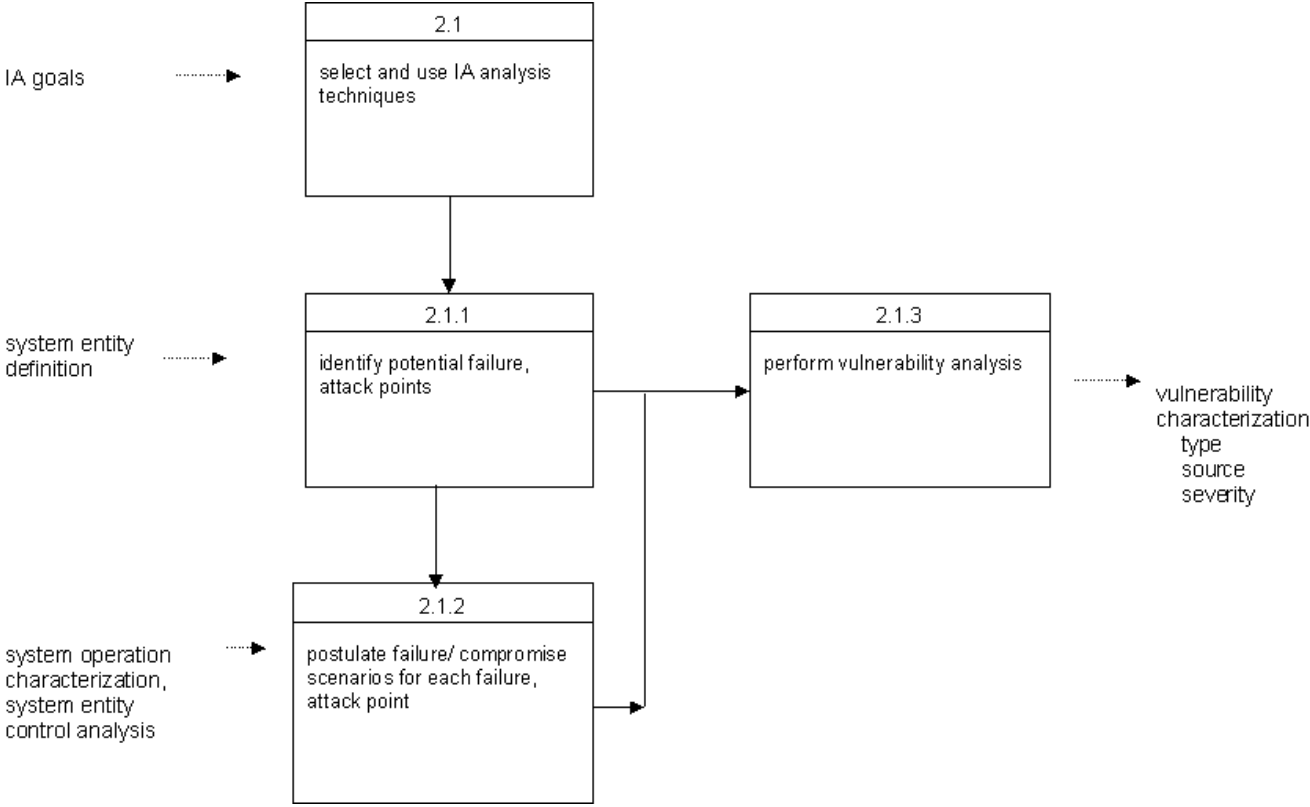 2.1
IA goals
select and use IA analysis
techniques
2.1.1
2.1.3
system entity
definition
identify potential failure,
attack points
perform vulnerability analysis
vulnerability
characterization
type
source
severity
2.1.2
system operation
characterization,
system entity
control analysis
postulate failure/ compromise
scenarios for each failure,
attack point